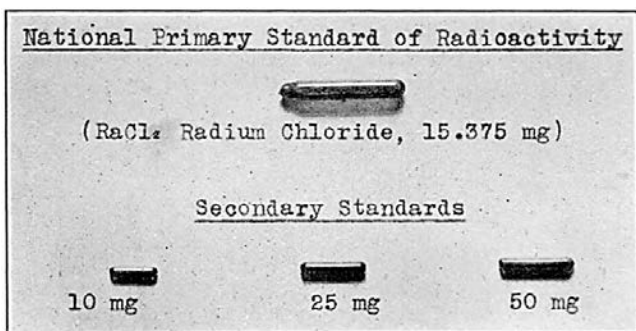 National Primary Standard of Radioactivity
(RaCl₂ Radium Chloride, 15.375 mg)
Secondary Standards
10 mg 25 mg 50 mg